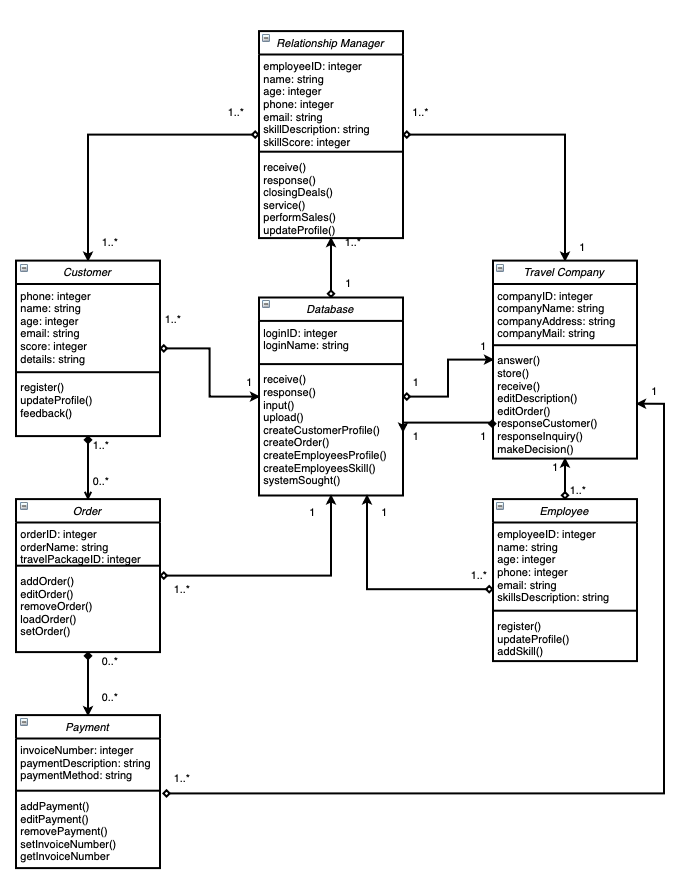 Relationship Manager
employeeID: integer
name: string
age: integer
phone: integer
email: string
skillDescription: string
skillScore: integer
receive()
response()
closingDeals()
service()
performSales()
updateProfile()
1..*
1..*
1..*
1
1..*
1
Customer
phone: integer
name: string
age: integer
email: string
score: integer
details: string
register()
updateProfile()
feedback()
1..*
1
Database
loginID: integer
loginName: string
receive()
response()
input()
upload()
createCustomerProfile()
createOrder()
createEmployeesProfile()
createEmployeesSkill()
systemSought()
1
1
1
1
Travel Company
companyID: integer
companyName: string
companyAddress: string
companyMail: string
answer()
store()
receive()
editDescription()
editOrder()
responseCustomer()
responseInquiry()
makeDecision()
1
1..*
0..*
1
1..*
Order
orderID: integer
orderName: string
travelPackageID: integer
addOrder()
editOrder()
removeOrder()
loadOrder()
setOrder()
1..*
1
1
1..*
Employee
employeeID: integer
name: string
age: integer
phone: integer
email: string
skillsDescription: string
register()
updateProfile()
addSkill()
0..*
0..*
Payment
invoiceNumber: integer
paymentDescription: string
paymentMethod: string
addPayment()
editPayment()
removePayment()
setInvoiceNumber()
getInvoiceNumber
1..*